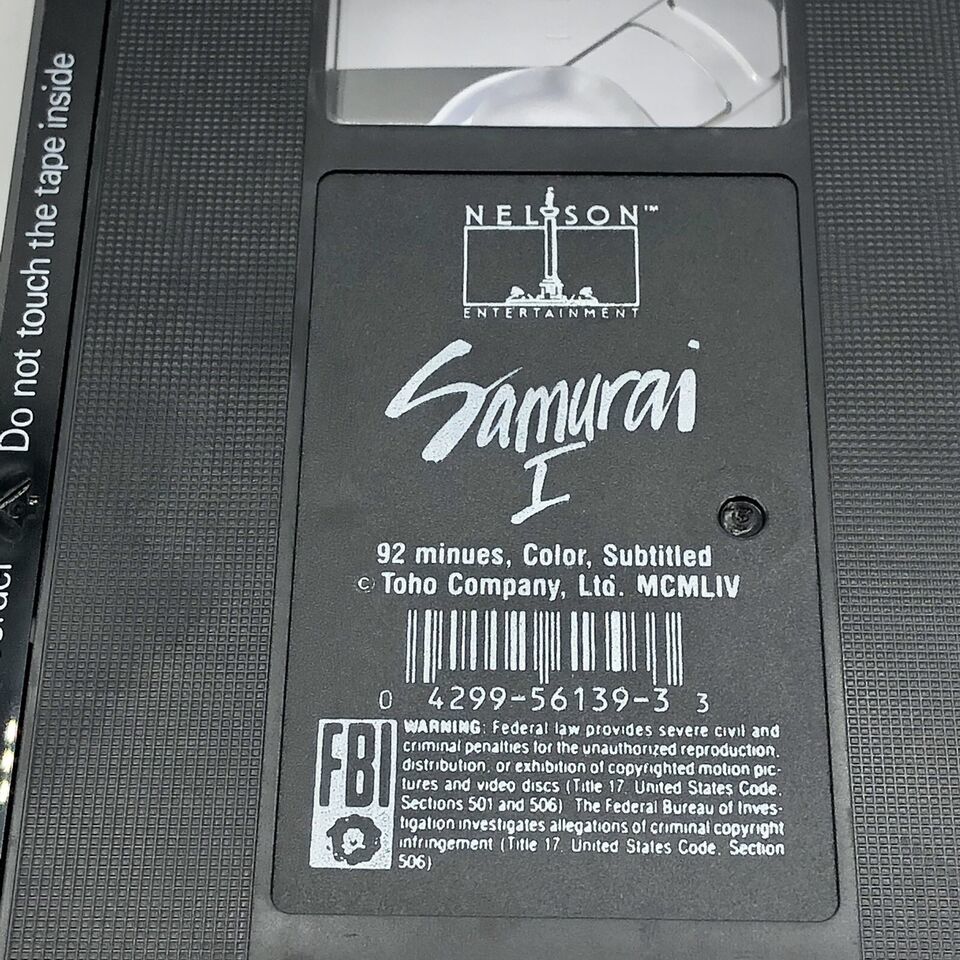 Do not touch the tape inside
NELSON™
ENTERTAINMENT
Samurai
I
92 minues, Color, Subtitled
© Toho Company, Ltd. MCMLIV
0 4299-56139-3 3
FBI
WARNING: Federal law provides severe civil and
criminal penalties for the unauthorized reproduction,
distribution, or exhibition of copyrighted motion pic-
tures and video discs (Title 17, United States Code,
Sections 501 and 506). The Federal Bureau of Inves-
tigation investigates allegations of criminal copyright
infringement (Title 17, United States Code, Section
506)